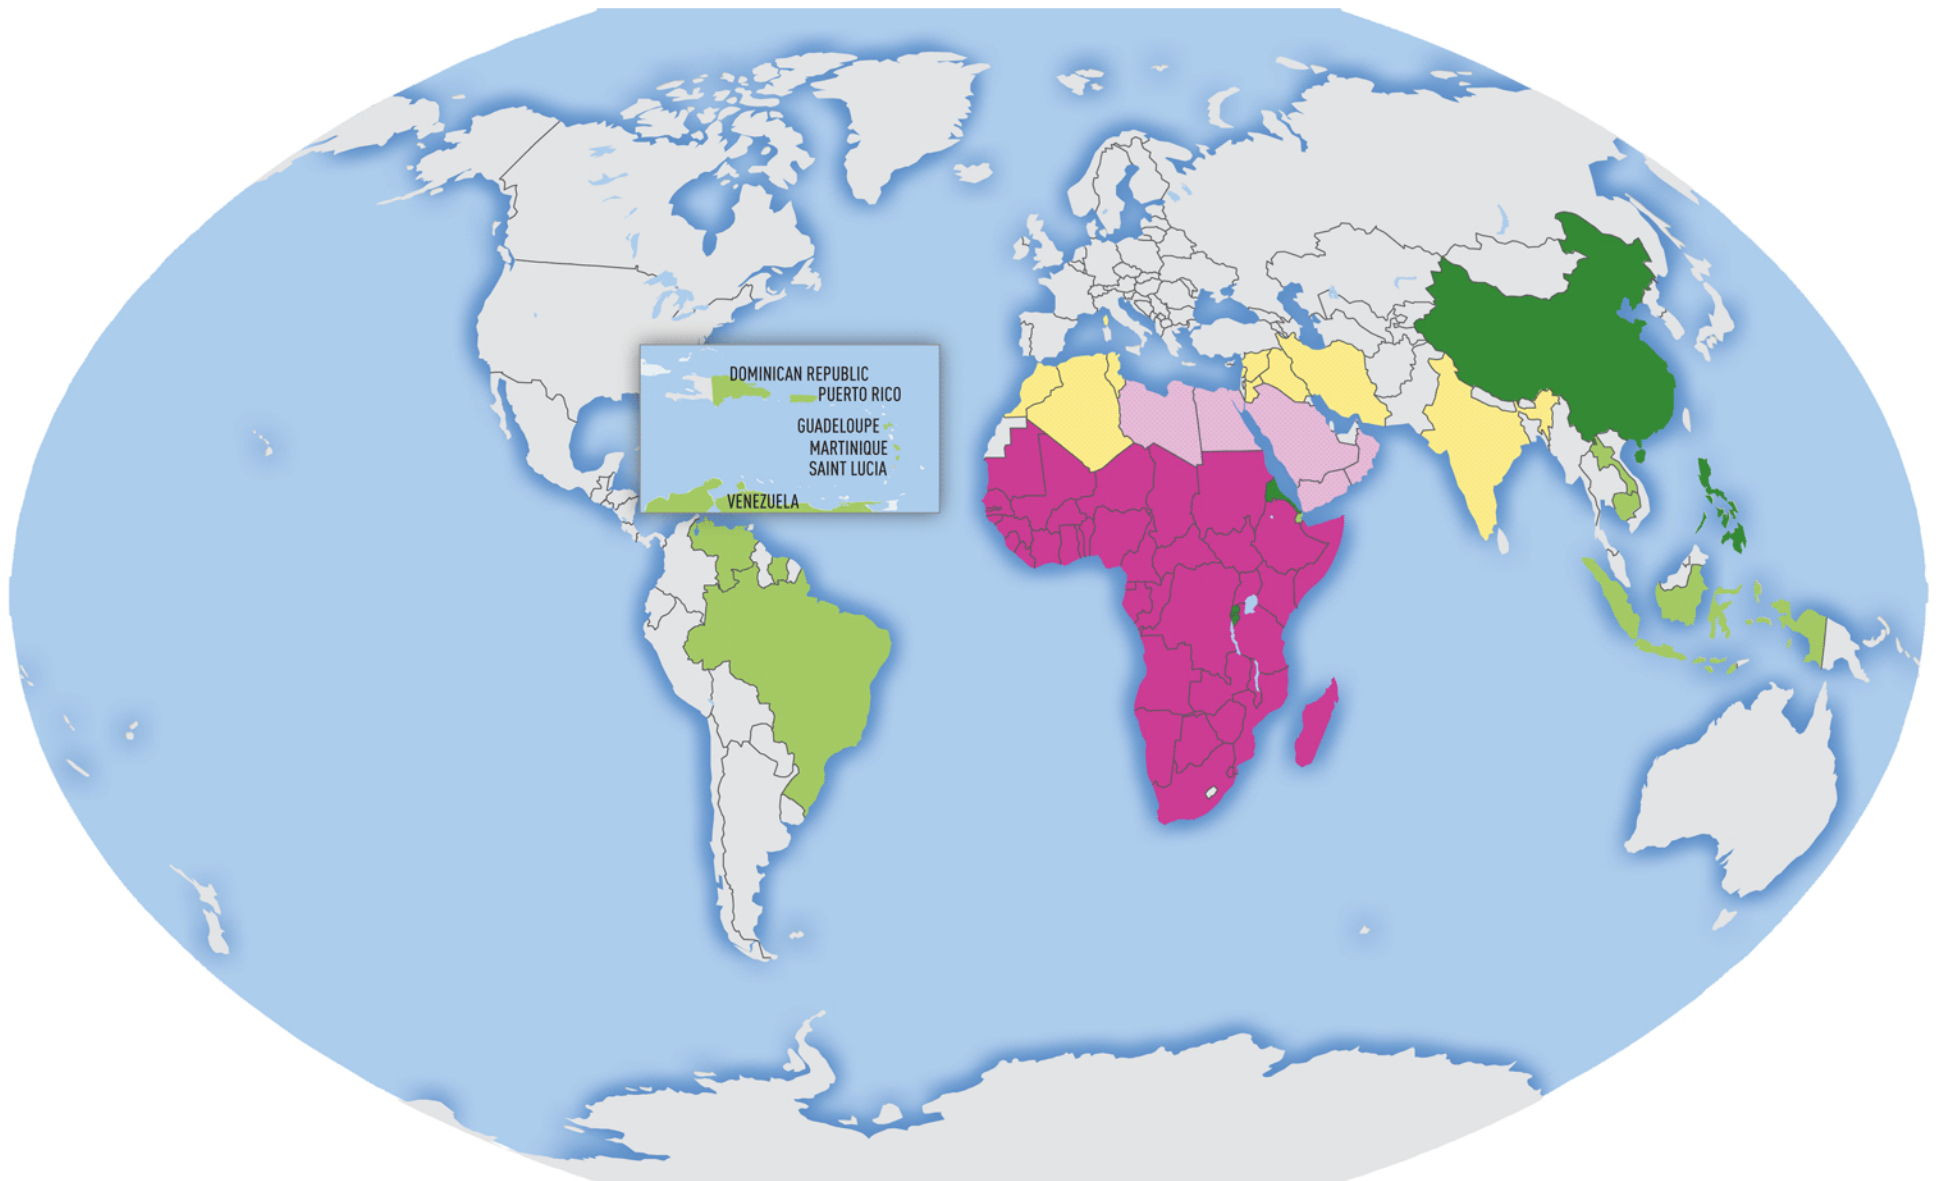 DOMINICAN REPUBLIC
PUERTO RICO
GUADELOUPE
MARTINIQUE
SAINT LUCIA
VENEZUELA